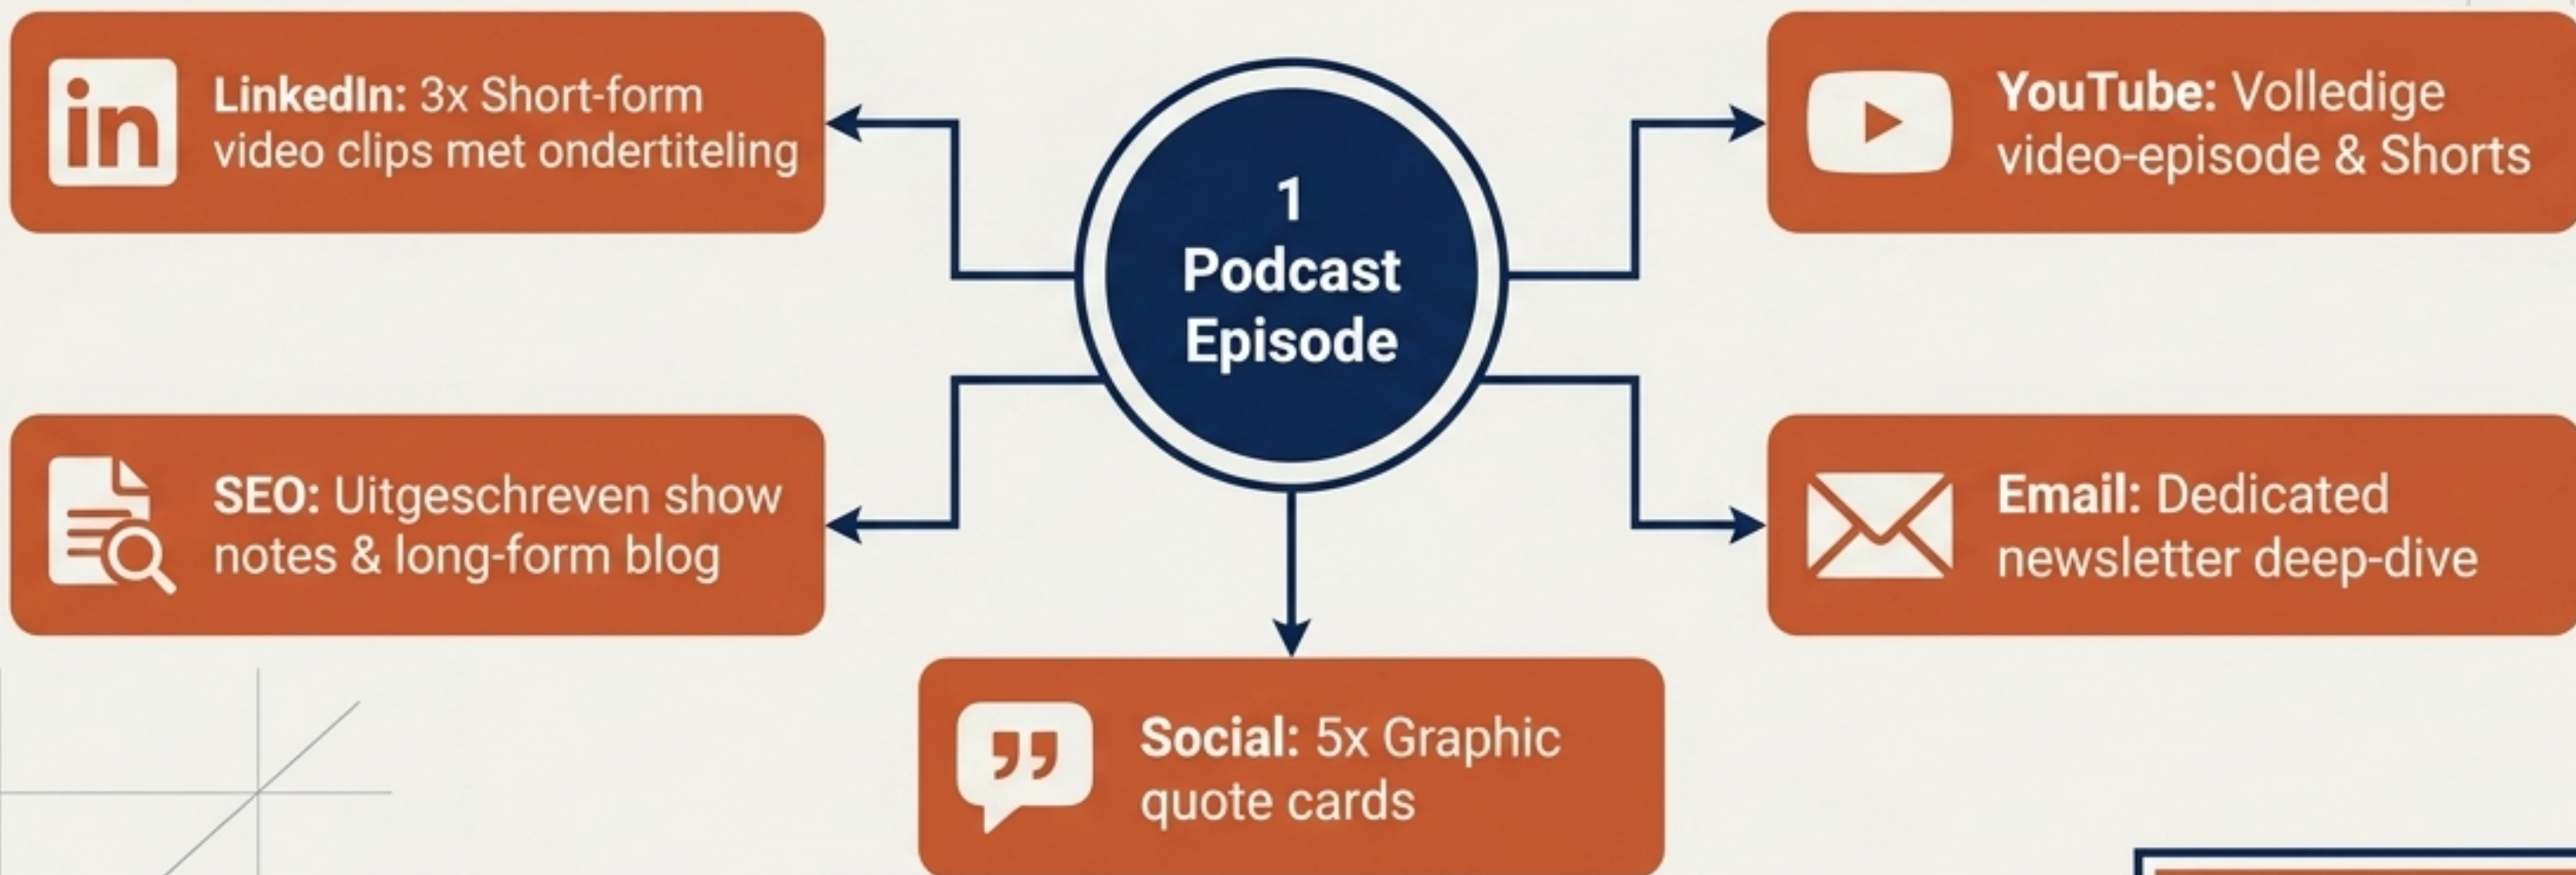 LinkedIn: 3x Short-form
video clips met ondertiteling
1
Podcast
Episode
YouTube: Volledige
video-episode & Shorts
SEO: Uitgeschreven show
notes & long-form blog
Email: Dedicated
newsletter deep-dive
Social: 5x Graphic
quote cards